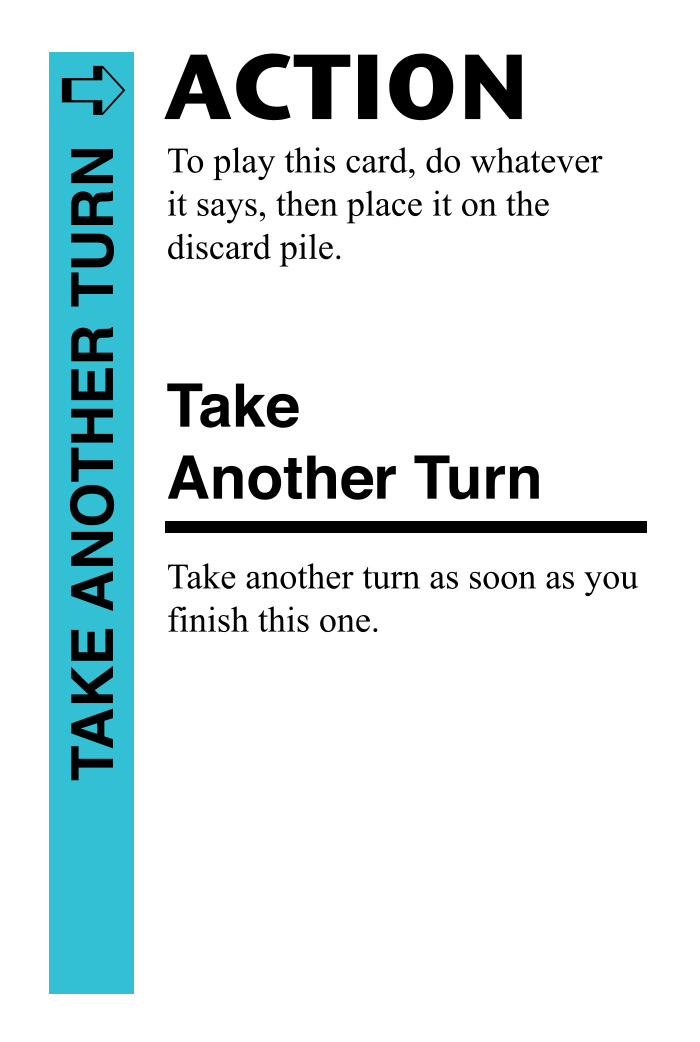 TAKE ANOTHER TURN
ACTION
To play this card, do whatever
it says, then place it on the
discard pile.
Take
Another Turn
Take another turn as soon as you
finish this one.